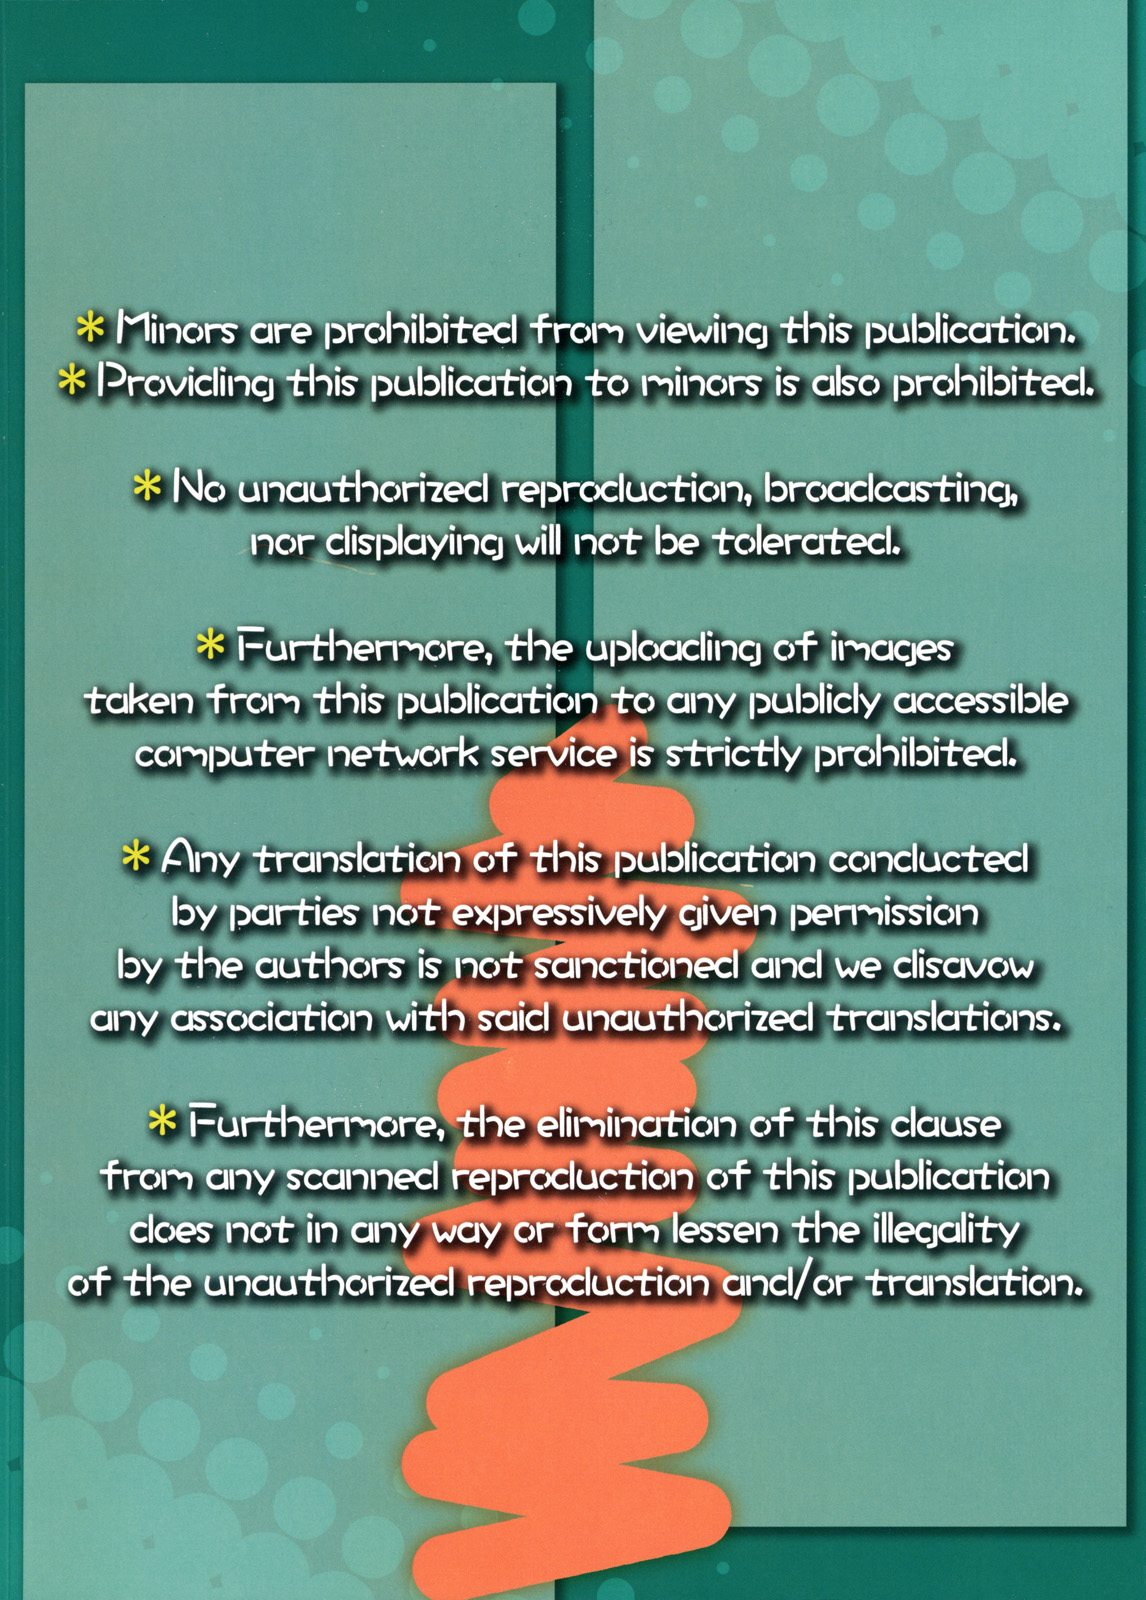 * Minors are prohibited from viewing this publication.
* Providing this publication to minors is also prohibited.
* No unauthorized reproduction, broadcasting,
nor displaying will not be tolerated.
* Furthermore, the uploading of images
taken from this publication to any publicly accessible
computer network service is strictly prohibited.
* Any translation of this publication conducted
by parties not expressively given permission
by the authors is not sanctioned and we disavow
any association with said unauthorized translations.
* Furthermore, the elimination of this clause
from any scanned reproduction of this publication
does not in any way or form lessen the illegality
of the unauthorized reproduction and/or translation.